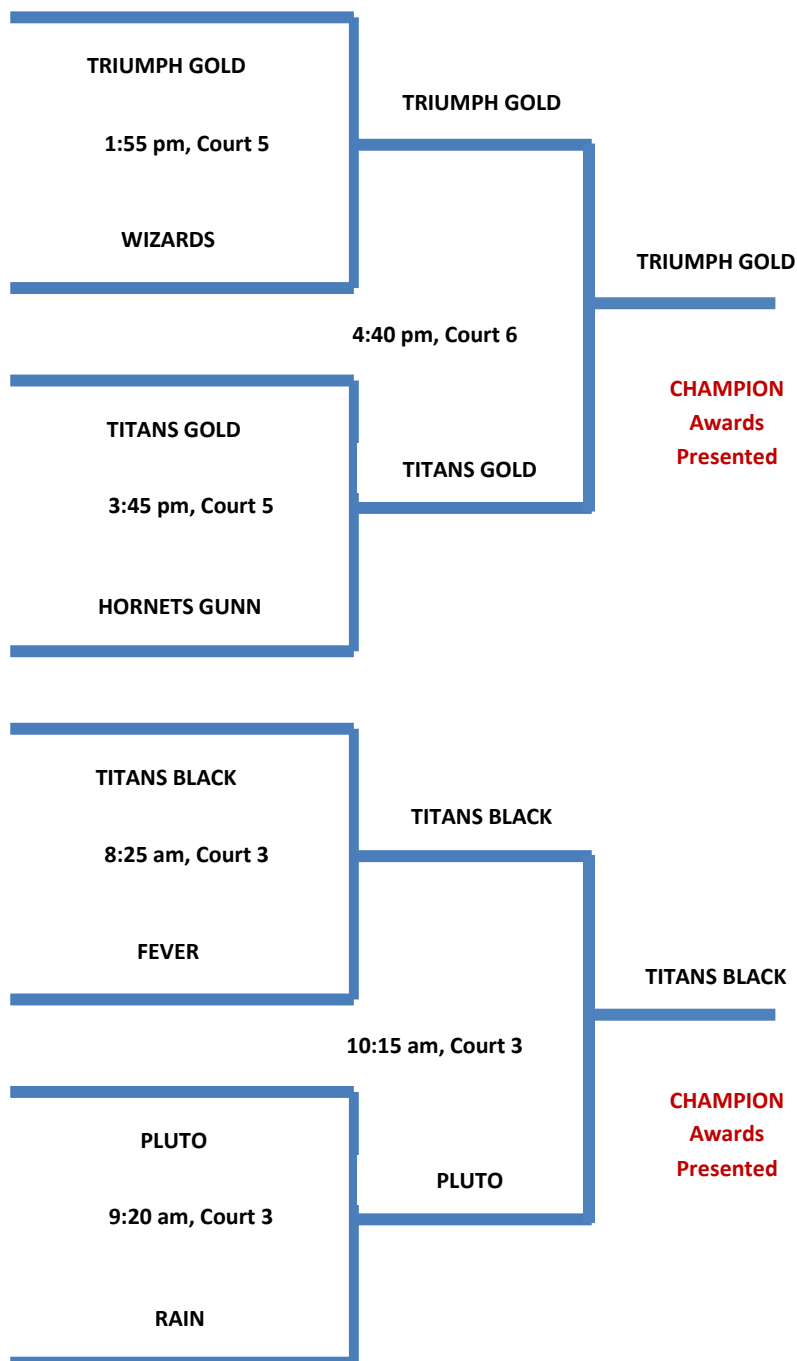 TRIUMPH GOLD
TRIUMPH GOLD
1:55 pm, Court 5
WIZARDS
TRIUMPH GOLD
4:40 pm, Court 6
CHAMPION
Awards
Presented
TITANS GOLD
TITANS GOLD
3:45 pm, Court 5
HORNETS GUNN
TITANS BLACK
TITANS BLACK
8:25 am, Court 3
FEVER
TITANS BLACK
10:15 am, Court 3
CHAMPION
Awards
Presented
PLUTO
PLUTO
9:20 am, Court 3
RAIN